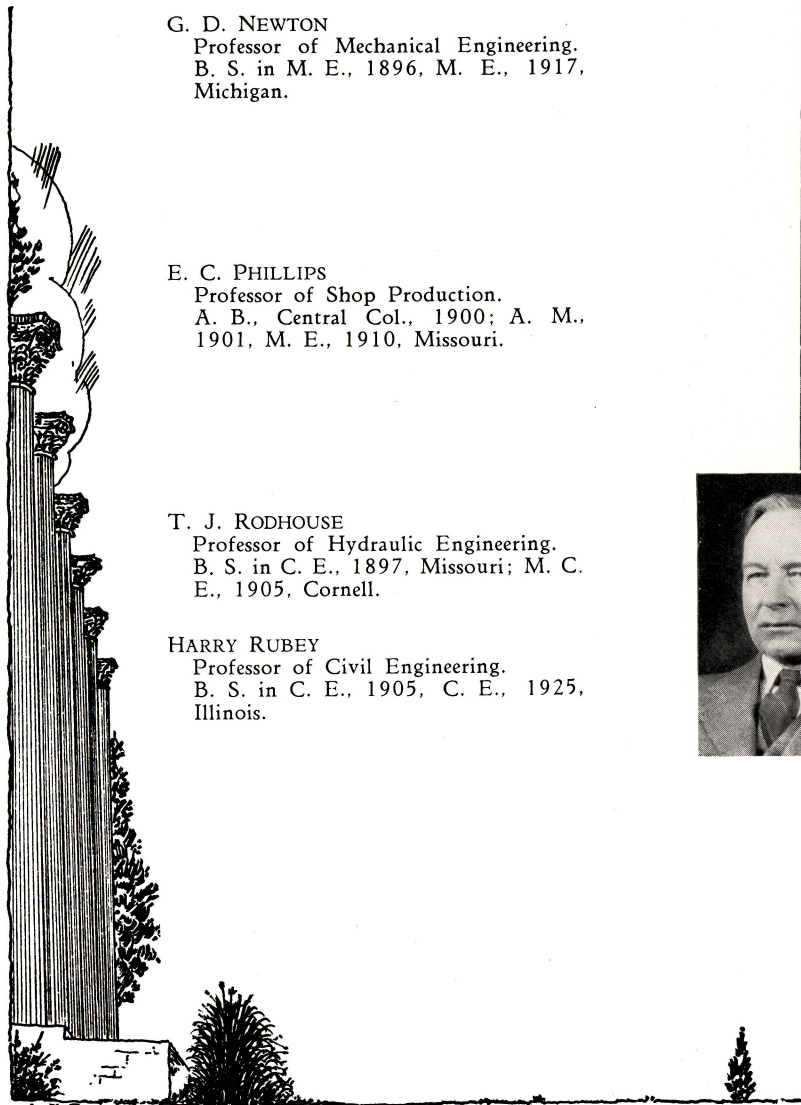 G. D. NEWTON
Professor of Mechanical Engineering.
B. S. in M. E., 1896, M. E., 1917,
Michigan.
E. C. PHILLIPS
Professor of Shop Production.
A. B., Central Col., 1900; A. M.,
1901, M. E., 1910, Missouri.
T. J. RODHOUSE
Professor of Hydraulic Engineering.
B. S. in C. E., 1897, Missouri; M. C.
E., 1905, Cornell.
HARRY RUBEY
Professor of Civil Engineering.
B. S. in C. E., 1905, C. E., 1925,
Illinois.